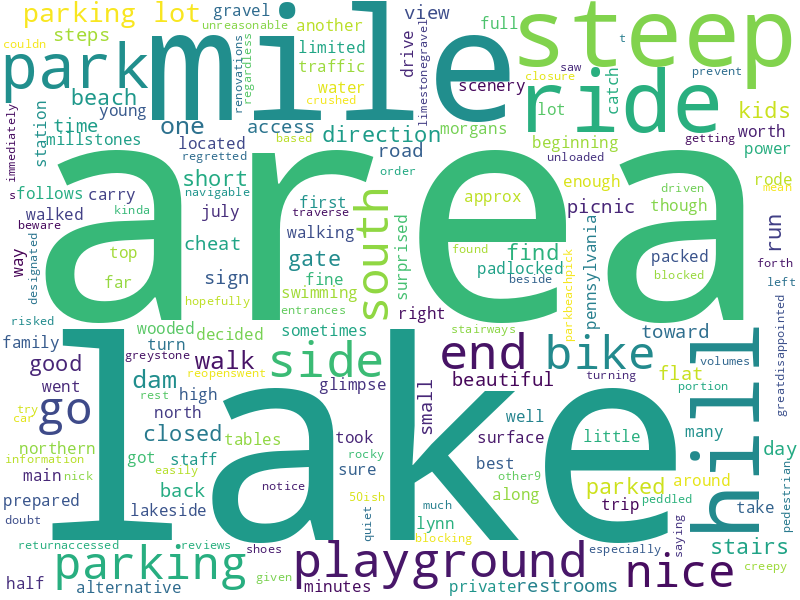 parking lot
gravel
unreasonable
another
mile
view
full
steep
couldn
steps
renovations
regardless
limited
traffic
drive
limestonegravel
saw
t
park
beach
young
water
crushed
scenery
closure
prevent
ride
lot
catch
kids
immediately
station
time
millstones
one
located
regretted
access
based
direction
road
order
morgans
beginning
unloaded
worth
getting
power
area
s
follows
carry
short
navigable
first
traverse
south
approx
enough
picnic
though
driven
rode
mean
beware
walked
kinda
july
walking
way
designated
top
far
cheat
sign
gate
fine
surprised
found
beside
find
padlocked
parkbeachpick
pennsylvania
packed
blocked
run
forth
left
hopefully
swimming
entrances
right
toward
risked
family
wooded
turn
greystone
decided
sometimes
stairways
lake
side
end
bike
hill
good
went
dam
reopenswent
walk
glimpse
beautiful
turning
flat
volumes
portion
greatdisappointed
go
try
car
rest
high
north
closed
tables
took
small
well
surface
little
many
northern
information
main
nick
got
easily
staff
back
rocky
sure
best
other9
along
parked
around
day
prepared
doubt
lakeside
notice
50ish
quiet
much
lynn
blocking
trip
peddled
take
pedestrian
returnaccessed
reviews
shoes
parking
playground
especially
saying
nice
stairs
creepy
half
alternative
given
minutes
private
restrooms